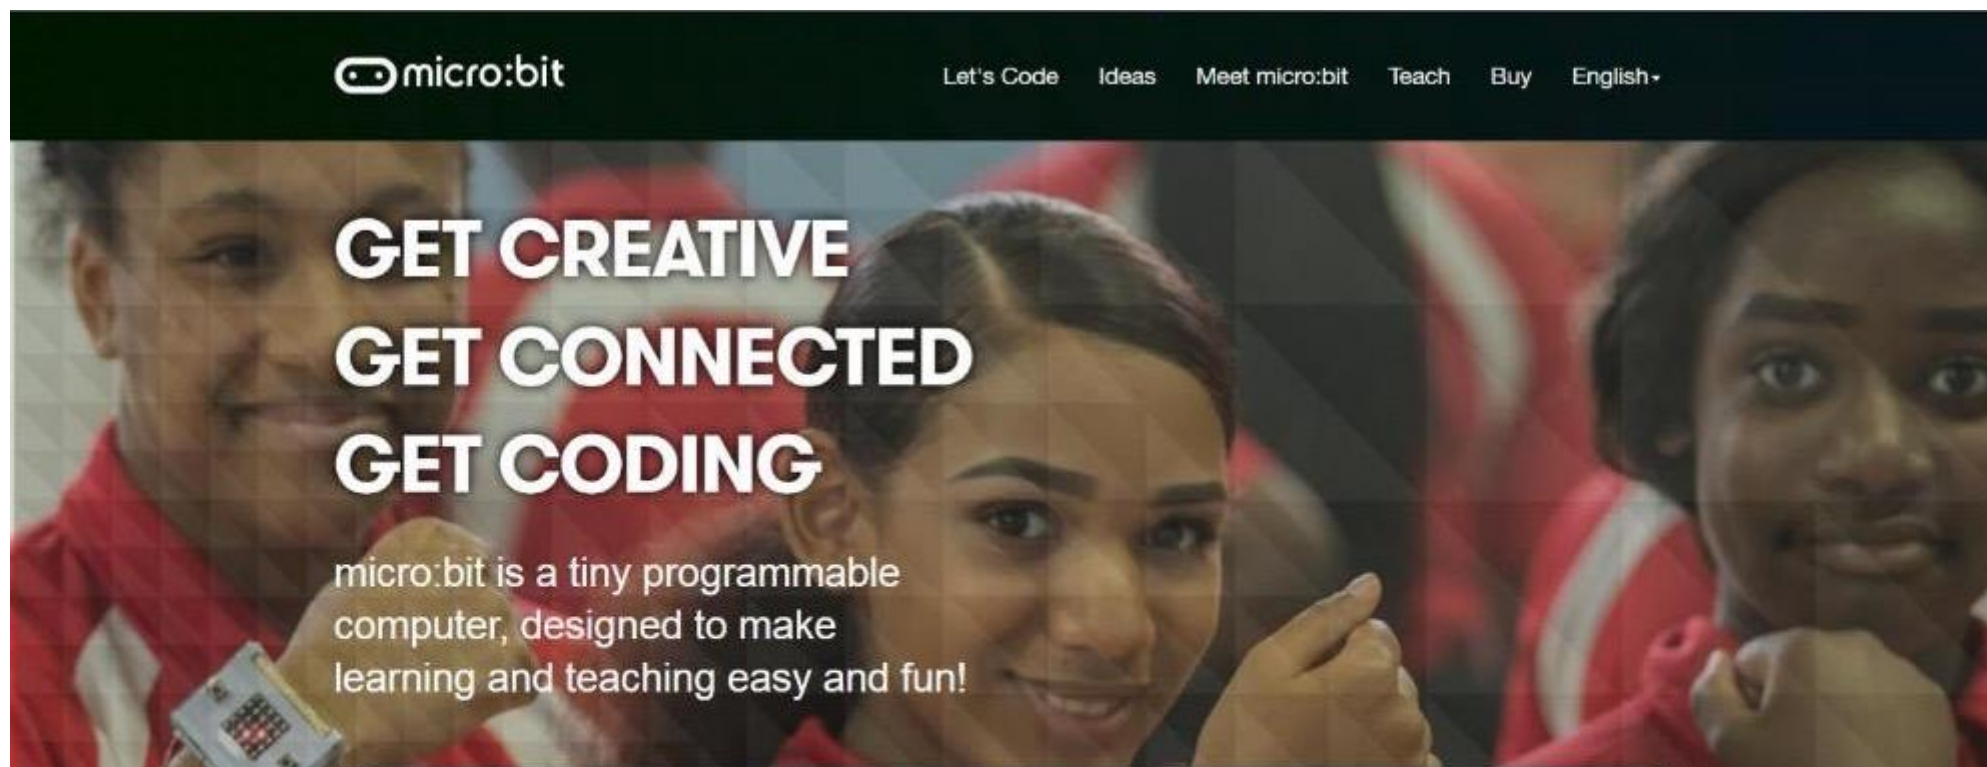 micro:bit
Let's Code Ideas Meet micro:bit Teach Buy English
GET CREATIVE
GET CONNECTED
GET CODING
micro:bit is a tiny programmable
computer, designed to make
learning and teaching easy and fun!